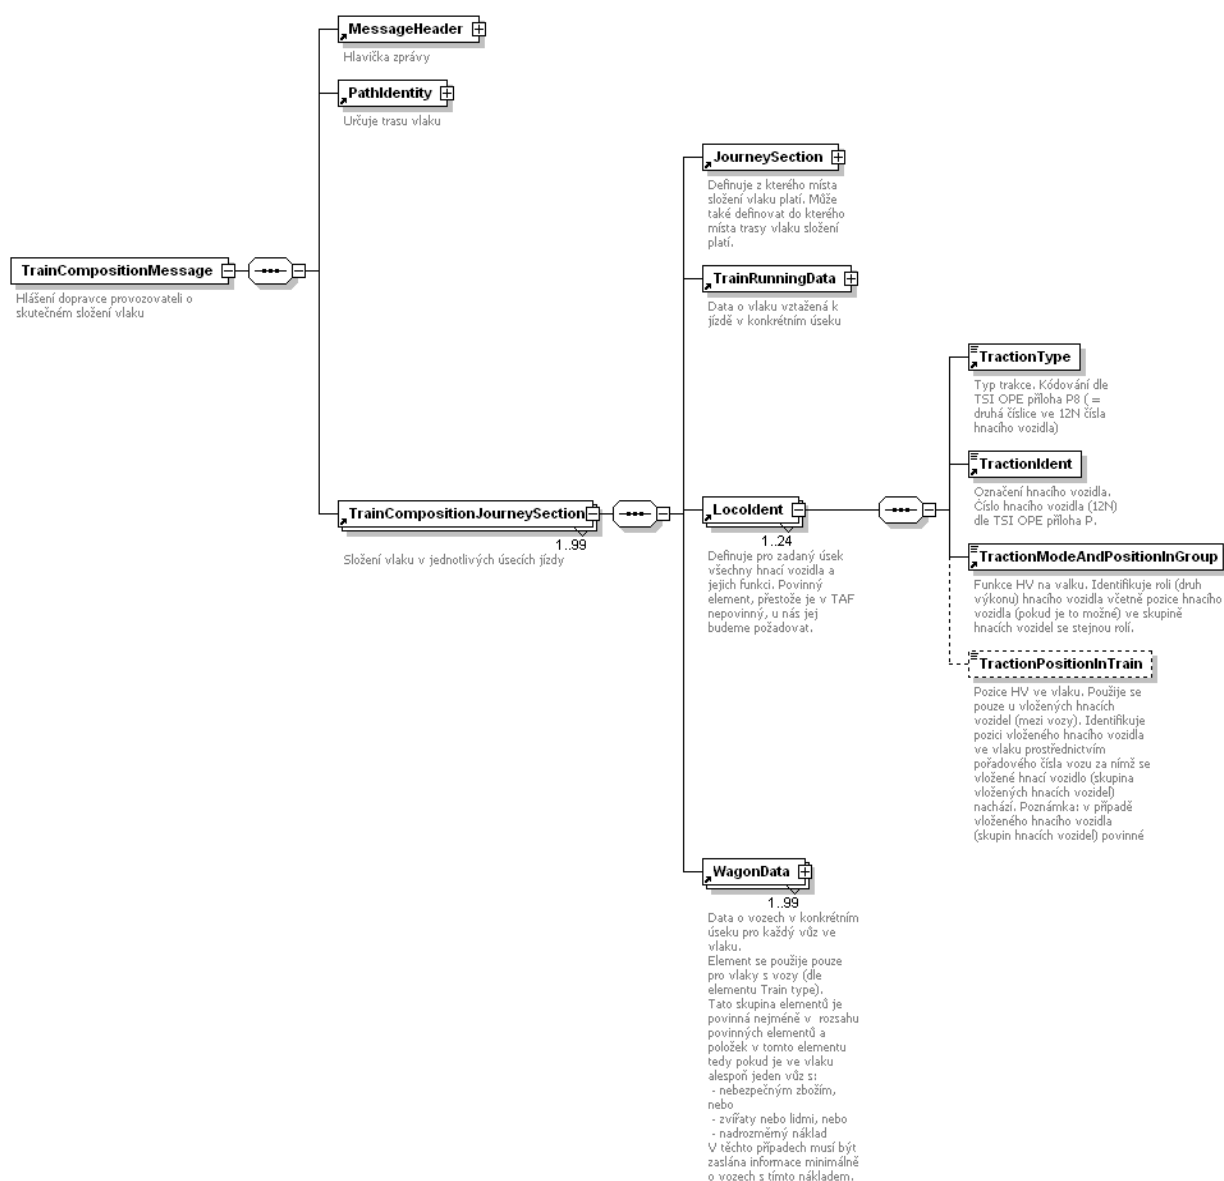 MessageHeader
Hlavička zprávy
PathIdentity
Určuje trasu vlaku
JourneySection
Definuje z kterého místa
složení vlaku platí. Může
také definovat do kterého
místa trasy vlaku složení
platí.
TrainCompositionMessage
Hlášení dopravce provozovateli o
skutečném složení vlaku
TrainRunningData
Data o vlaku vztažená k
jízdě v konkrétním úseku
TractionType
Typ trakce. Kódování dle
TSI OPE příloha P8 ( =
druhá číslice ve 12N čísla
hnacího vozidla)
TractionIdent
Označení hnacího vozidla.
Číslo hnacího vozidla (12N)
dle TSI OPE příloha P.
TrainCompositionJourneySection
1..99
Složení vlaku v jednotlivých úsecích jízdy
LocoIdent
1..24
Definuje pro zadaný úsek
všechny hnací vozidla a
jejich funkci. Povinný
element, přestože je v TAF
nepovinný, u nás jej
budeme požadovat.
TractionModeAndPositionInGroup
Funkce HV na valku. Identifikuje roli (druh
výkonu) hnacího vozidla včetně pozice hnacího
vozidla (pokud je to možné) ve skupině
hnacích vozidel se stejnou rolí.
TractionPositionInTrain
Pozice HV ve vlaku. Použije se
pouze u vložených hnacích
vozidel (mezi vozy). Identifikuje
pozici vloženého hnacího vozidla
ve vlaku prostřednictvím
pořadového čísla vozu za nímž se
vložené hnací vozidlo (skupina
vložených hnacích vozidel)
nachází. Poznámka: v případě
vloženého hnacího vozidla
(skupin hnacích vozidel) povinné
WagonData
1..99
Data o vozech v konkrétním
úseku pro každý vůz ve
vlaku.
Element se použije pouze
pro vlaky s vozy (dle
elementu Train type).
Tato skupina elementů je
povinná nejméně v  rozsahu
povinných elementů a
položek v tomto elementu
tedy pokud je ve vlaku
alespoň jeden vůz s:
- nebezpečným zbožím,
nebo
- zvířaty nebo lidmi, nebo
- nadrozměrný náklad
V těchto případech musí být
zaslána informace minimálně
o vozech s tímto nákladem.